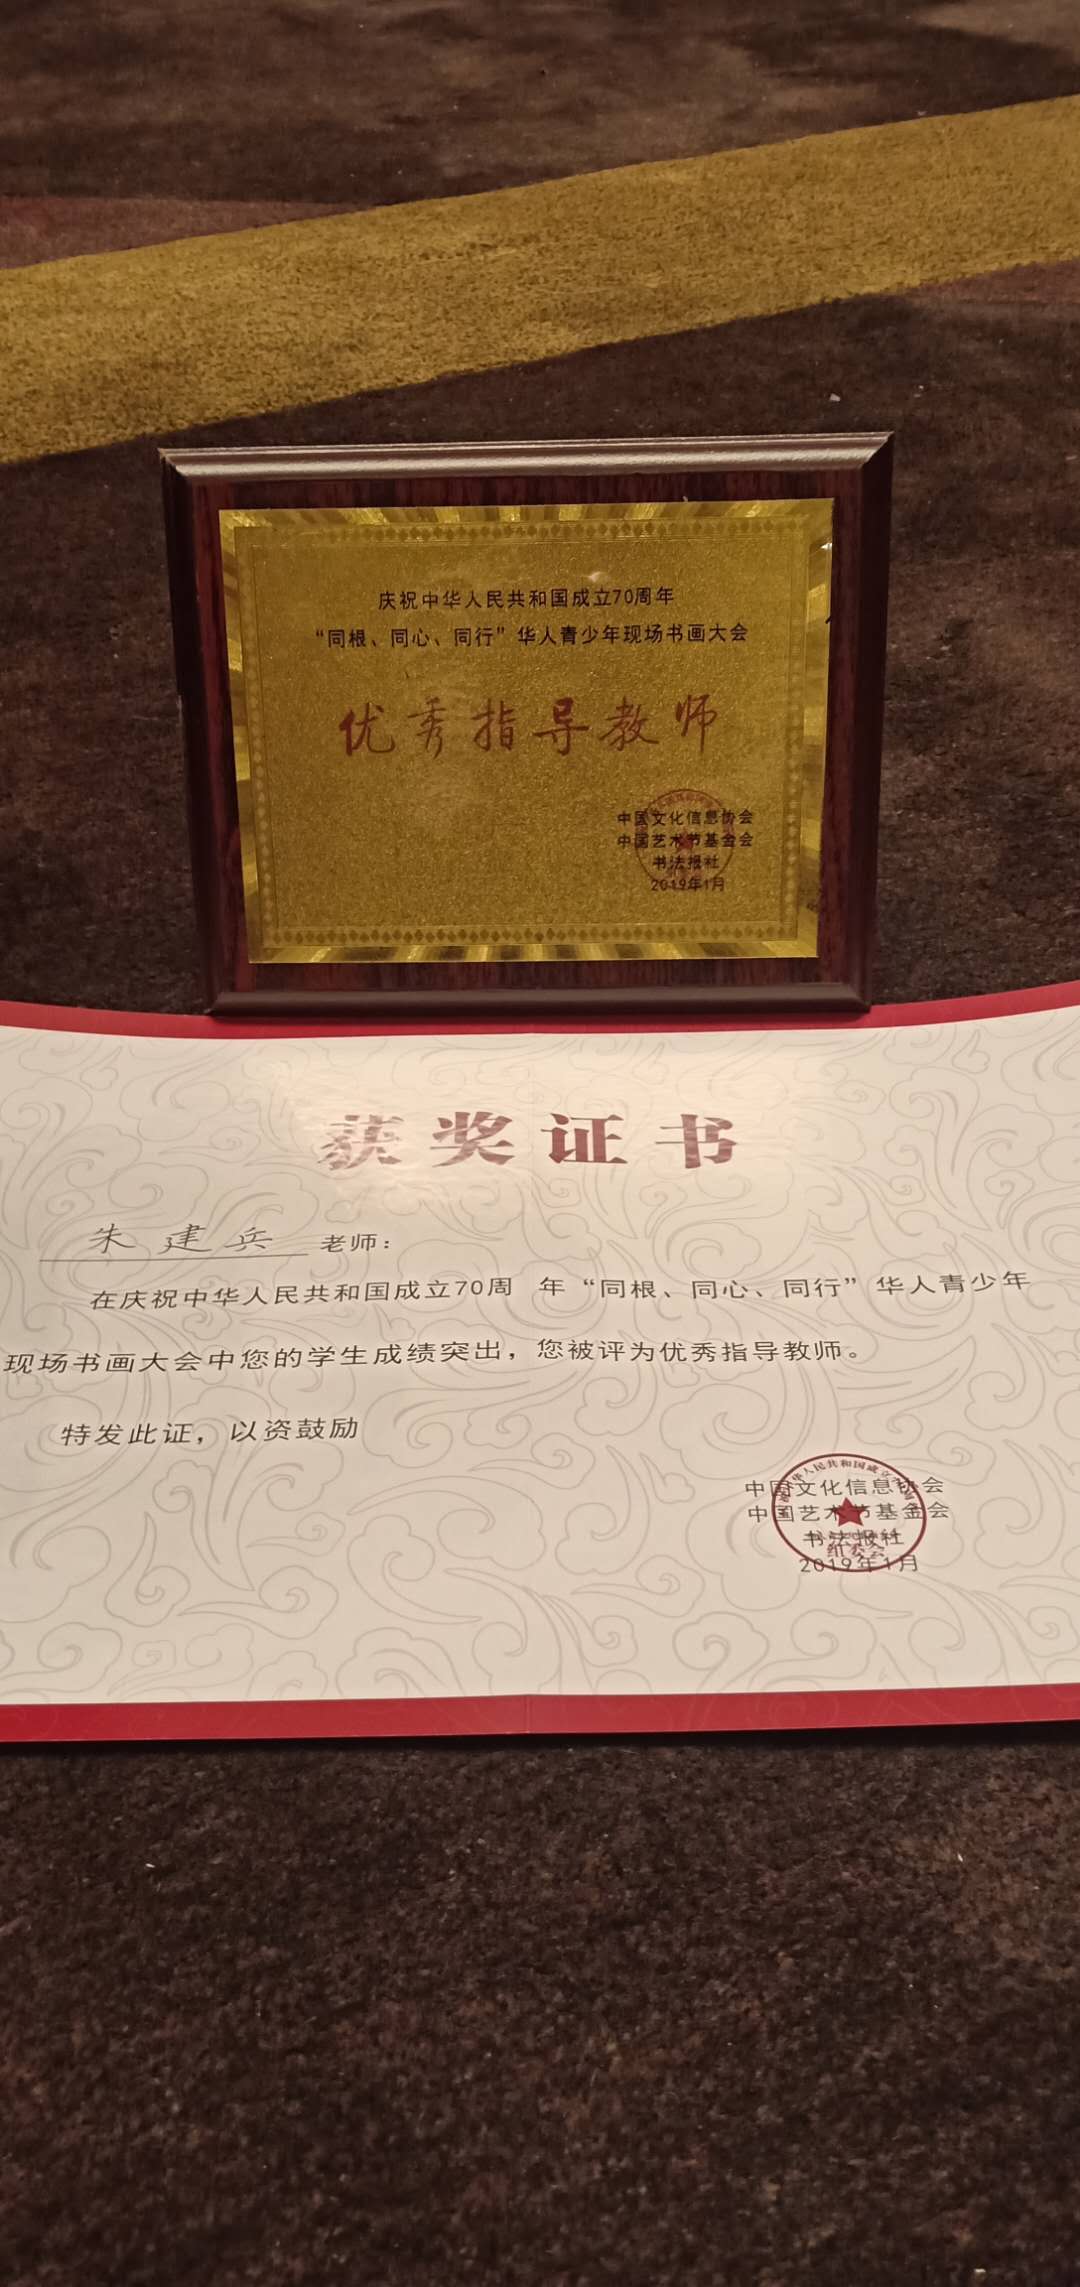 庆祝中华人民共和国成立70周年
“同根、同心、同行”华人青少年现场书画大会
优秀指导教师
中国文化信息协会
中国艺术节基金会
书法报社
2019年1月
获奖证书
朱建兵 老师：
在庆祝中华人民共和国成立70周 年“同根、同心、同行”华人青少年
现场书画大会中您的学生成绩突出，您被评为优秀指导教师。
特发此证，以资鼓励
中国文化信息协会
中国艺术节基金会
书法报社
2019年1月
组委会